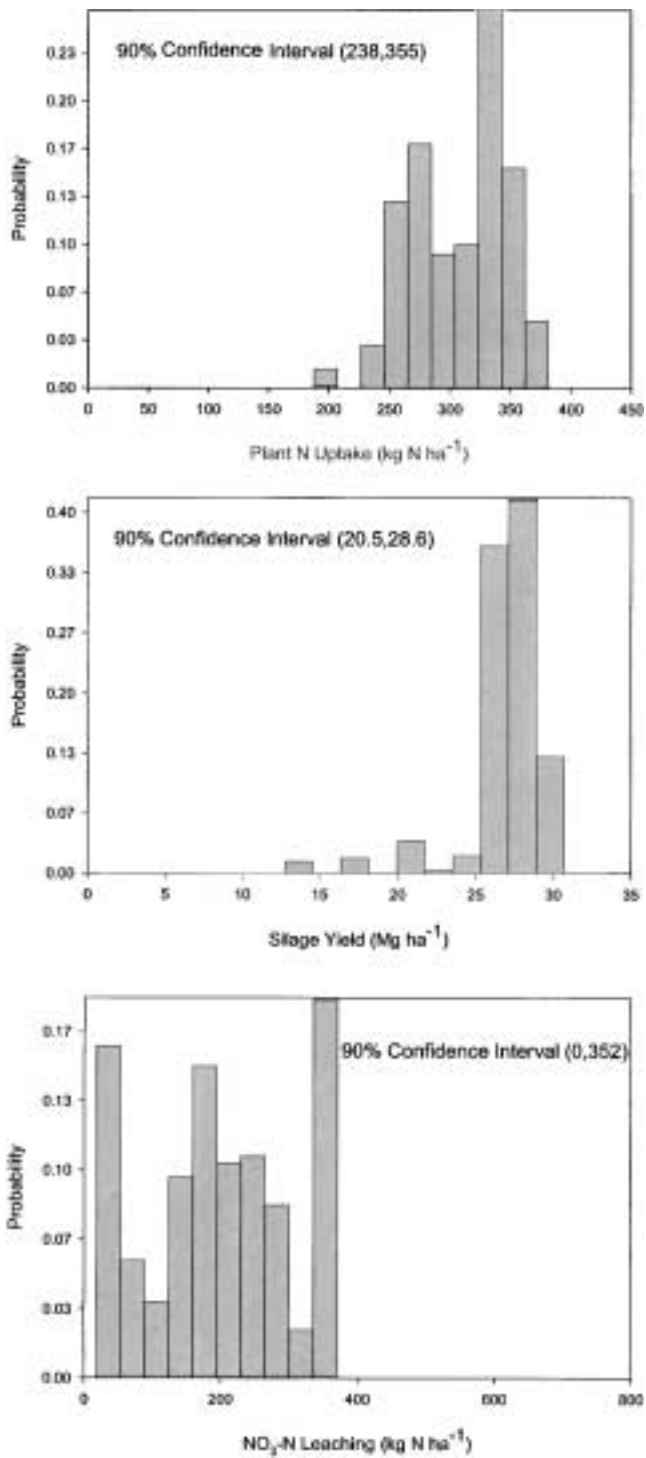 90% Confidence Interval (238,355)
Probability
0.23
0.20
0.17
0.13
0.10
0.07
0.03
0.00
0 50 100 150 200 250 300 350 400 450
Plant N Uptake (kg N ha⁻¹)
90% Confidence Interval (20.5,28.6)
Probability
0.40
0.33
0.27
0.20
0.13
0.07
0.00
0 5 10 15 20 25 30 35
Silage Yield (Mg ha⁻¹)
90% Confidence Interval (0,352)
Probability
0.17
0.13
0.10
0.07
0.03
0.00
0 200 400 600 800
NO₃-N Leaching (kg N ha⁻¹)